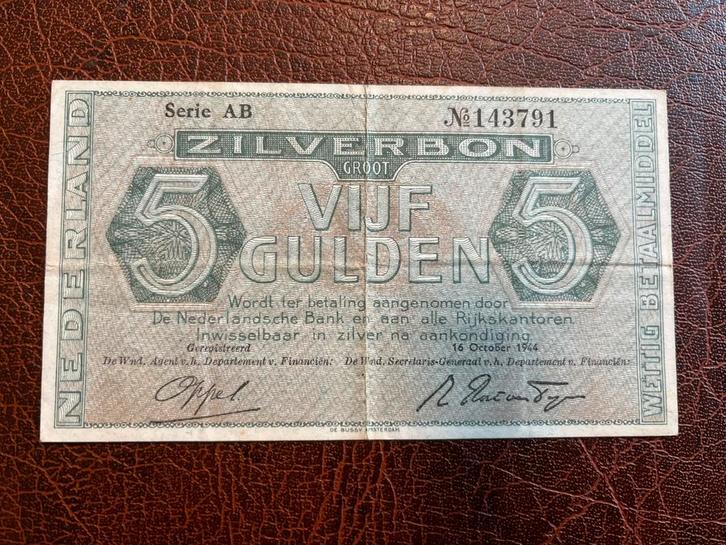 Serie AB
№143791
ZILVERBON
GROOT
NEDERLAND
5
VIJF
GULDEN
5
WETTIG BETAALMIDDEL
Wordt ter betaling aangenomen door
De Nederlandsche Bank en aan alle Rijkskantoren.
Inwisselbaar in zilver na aankondiging.
Geregistreerd
16 October 1944
De Wnd. Agent v.h. Departement v. Financiën:
De Wnd. Secretaris-Generaal v.h. Departement v. Financiën:
Oppel
DE BUSSY AMSTERDAM